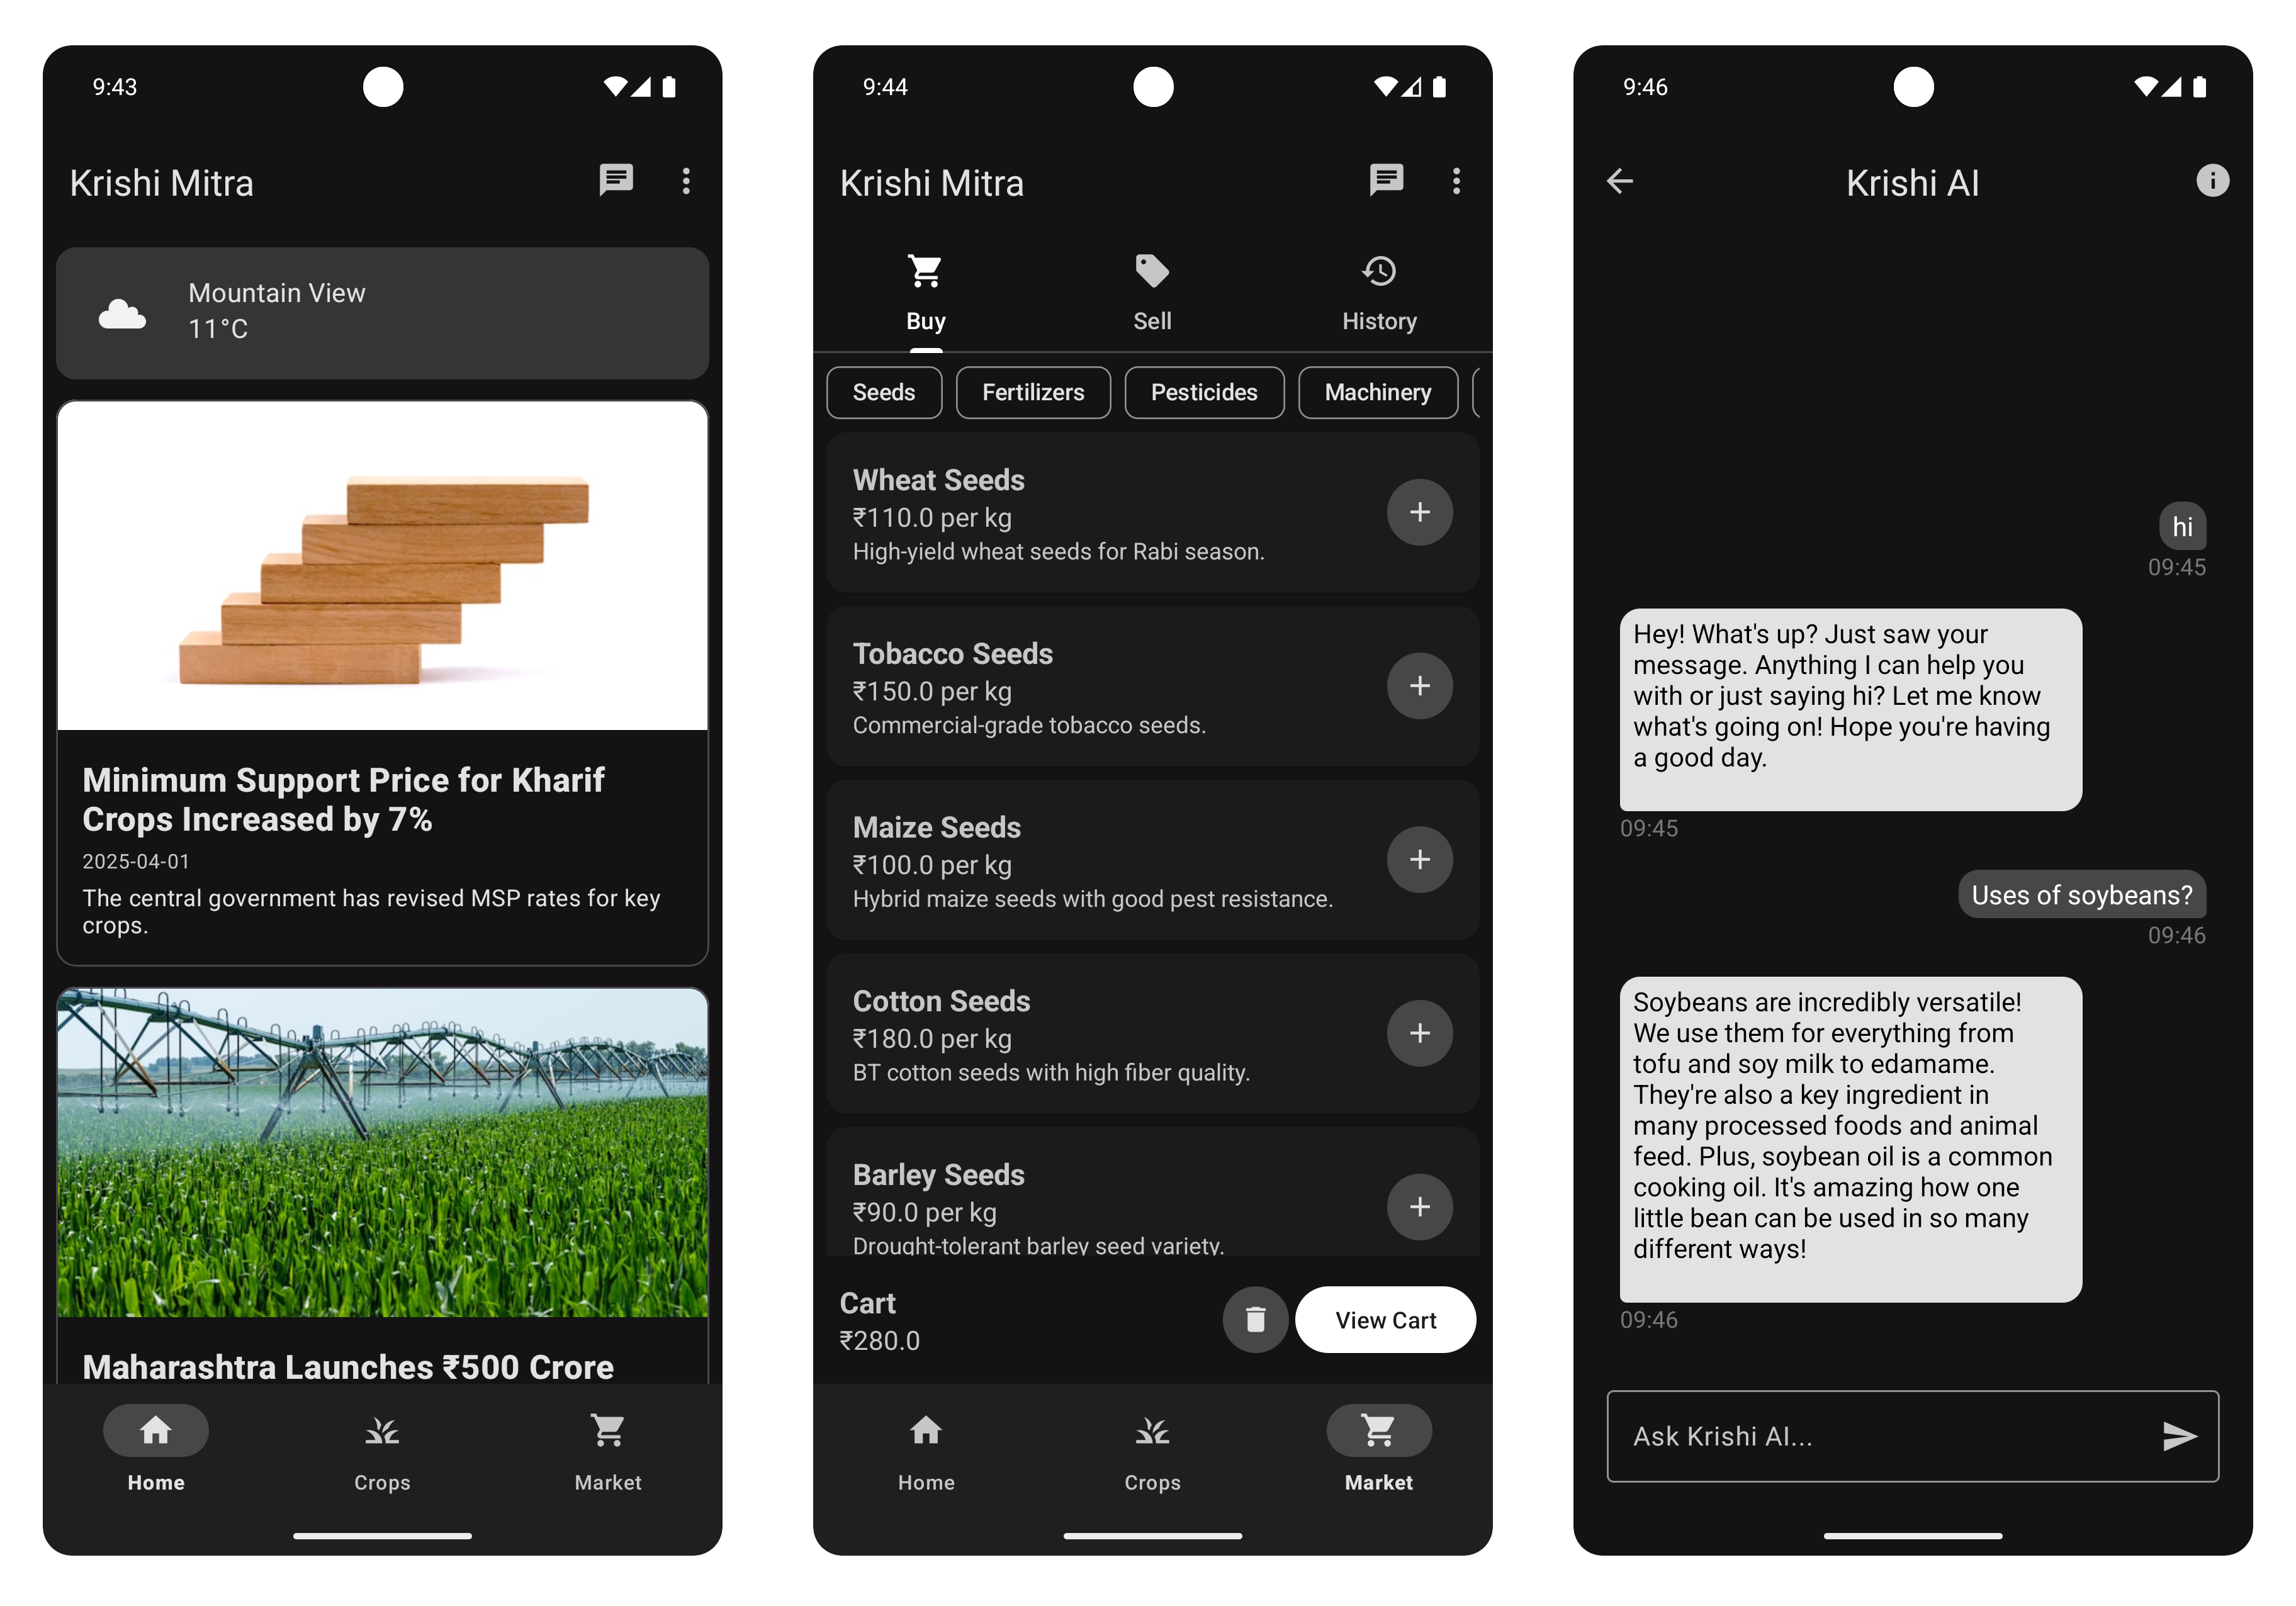 9:43
Krishi Mitra
Mountain View
11°C
Minimum Support Price for Kharif
Crops Increased by 7%
2025-04-01
The central government has revised MSP rates for key
crops.
Maharashtra Launches ₹500 Crore
Home
Crops
Market
9:44
Krishi Mitra
Buy
Sell
History
Seeds
Fertilizers
Pesticides
Machinery
Wheat Seeds
₹110.0 per kg
High-yield wheat seeds for Rabi season.
Tobacco Seeds
₹150.0 per kg
Commercial-grade tobacco seeds.
Maize Seeds
₹100.0 per kg
Hybrid maize seeds with good pest resistance.
Cotton Seeds
₹180.0 per kg
BT cotton seeds with high fiber quality.
Barley Seeds
₹90.0 per kg
Drought-tolerant barley seed variety.
Cart
₹280.0
View Cart
Home
Crops
Market
9:46
Krishi AI
hi
09:45
Hey! What's up? Just saw your
message. Anything I can help you
with or just saying hi? Let me know
what's going on! Hope you're having
a good day.
09:45
Uses of soybeans?
09:46
Soybeans are incredibly versatile!
We use them for everything from
tofu and soy milk to edamame.
They're also a key ingredient in
many processed foods and animal
feed. Plus, soybean oil is a common
cooking oil. It's amazing how one
little bean can be used in so many
different ways!
09:46
Ask Krishi AI...